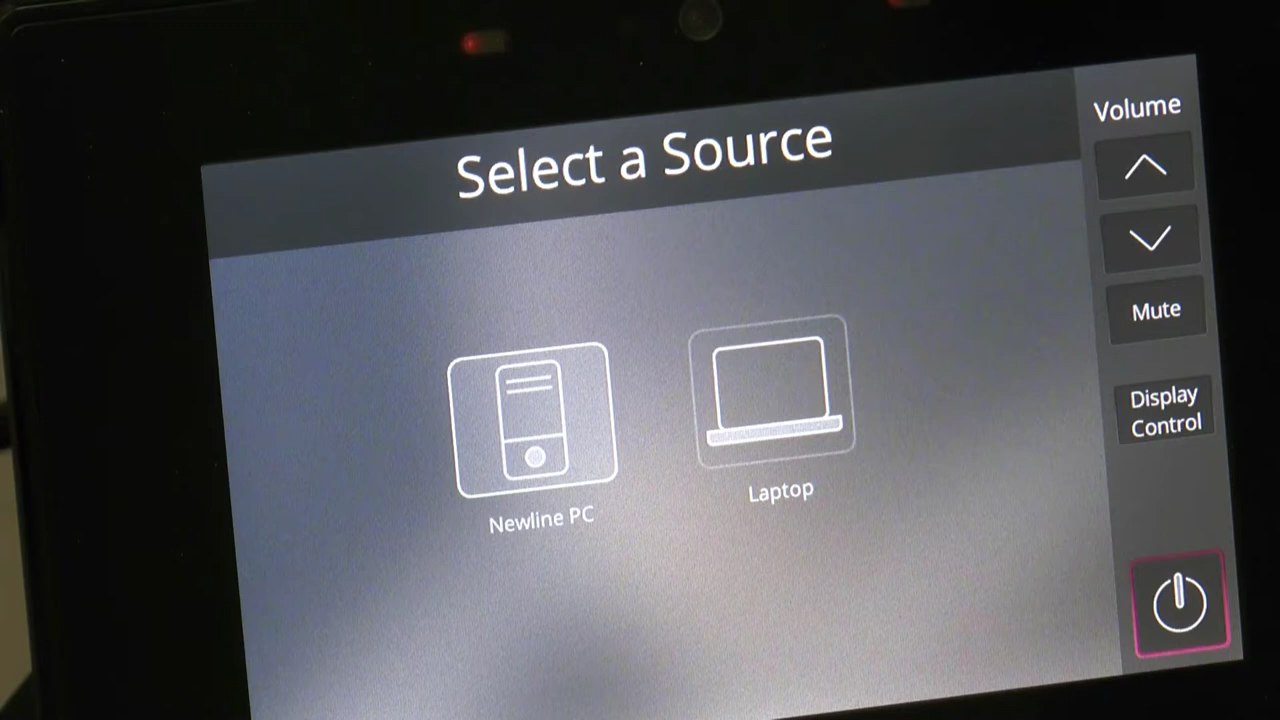 Select a Source
Newline PC
Laptop
Volume
Mute
Display
Control